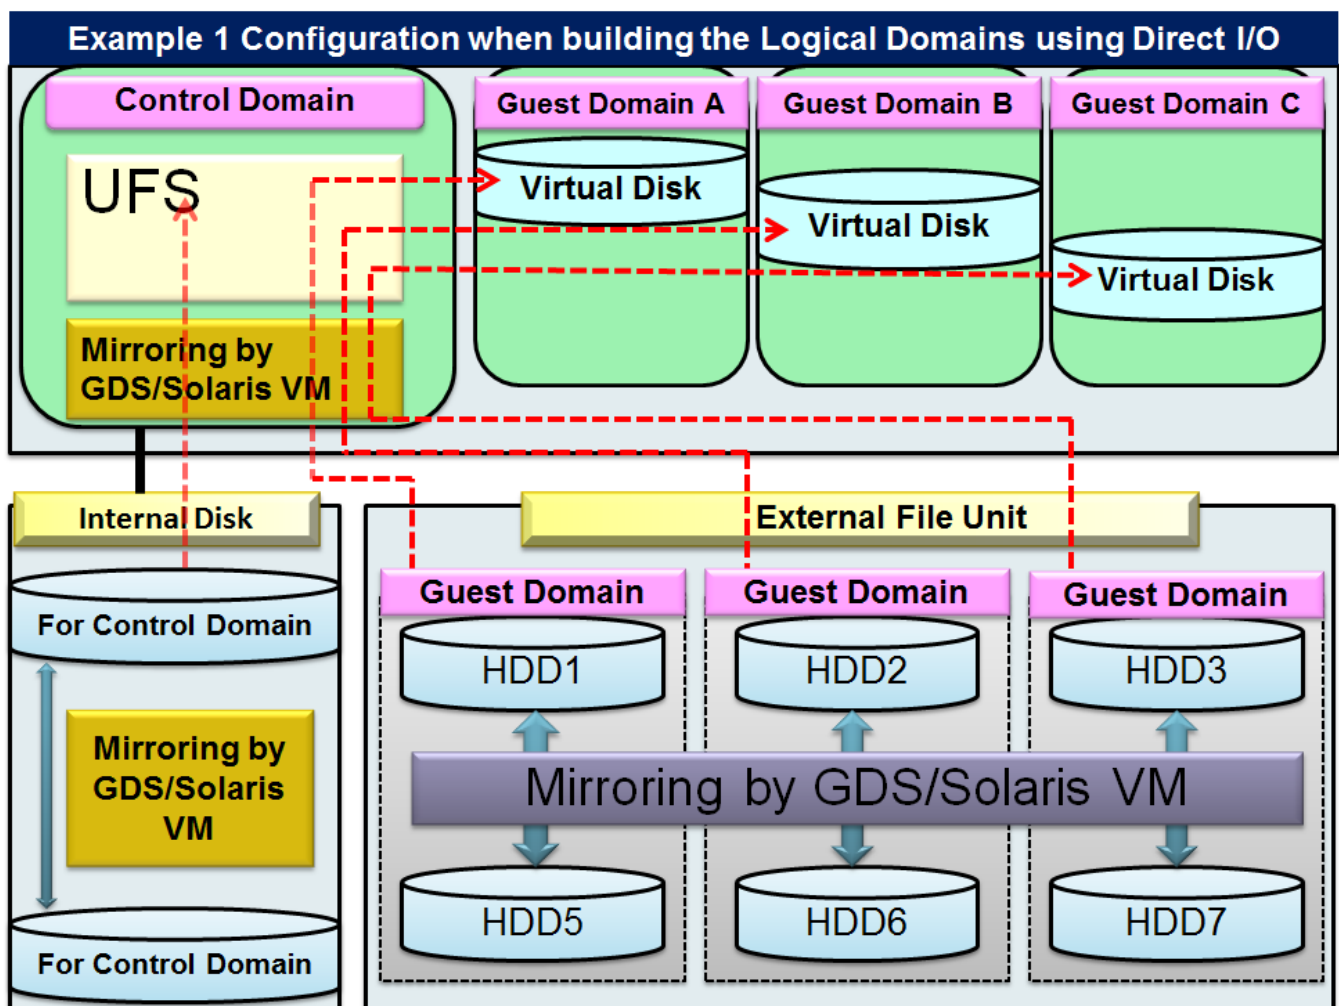 Example 1 Configuration when building the Logical Domains using Direct I/O
Control Domain
Guest Domain A
Guest Domain B
Guest Domain C
UFS
Virtual Disk
Virtual Disk
Virtual Disk
Mirroring by
GDS/Solaris VM
Internal Disk
External File Unit
For Control Domain
Mirroring by
GDS/Solaris
VM
For Control Domain
Guest Domain
Guest Domain
Guest Domain
HDD1
HDD2
HDD3
Mirroring by GDS/Solaris VM
HDD5
HDD6
HDD7